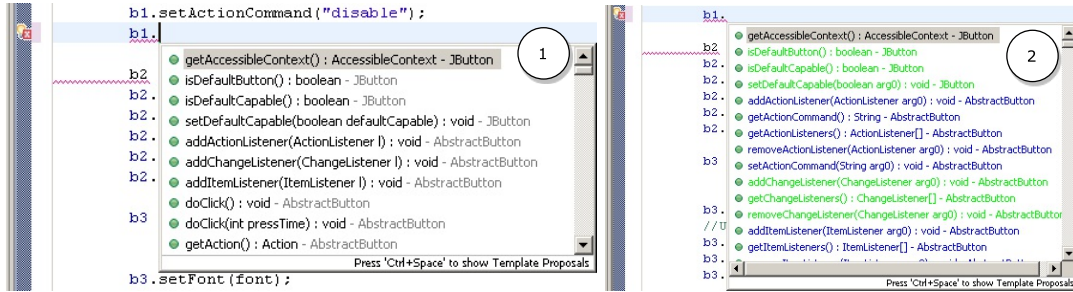 b1.setActionCommand("disable");
b1.
getAccessibleContext() : AccessibleContext - JButton
isDefaultButton() : boolean - JButton
b2
isDefaultCapable() : boolean - JButton
b2.
setDefaultCapable(boolean defaultCapable) : void - JButton
b2.
addActionListener(ActionListener l) : void - AbstractButton
b2.
addChangeListener(ChangeListener l) : void - AbstractButton
b2.
addItemListener(ItemListener l) : void - AbstractButton
b2.
doClick() : void - AbstractButton
b3
doClick(int pressTime) : void - AbstractButton
getAction() : Action - AbstractButton
Press 'Ctrl+Space' to show Template Proposals
b3.setFont(font);
1
b1.
getAccessibleContext() : AccessibleContext - JButton
b2
isDefaultButton() : boolean - JButton
b2.
isDefaultCapable() : boolean - JButton
b2.
setDefaultCapable(boolean arg0) : void - JButton
b2.
addActionListener(ActionListener arg0) : void - AbstractButton
b2.
getActionCommand() : String - AbstractButton
b2.
getActionListeners() : ActionListener[] - AbstractButton
removeActionListener(ActionListener arg0) : void - AbstractButton
b3
setActionCommand(String arg0) : void - AbstractButton
addChangeListener(ChangeListener arg0) : void - AbstractButton
getChangeListeners() : ChangeListener[] - AbstractButton
b3.
removeChangeListener(ChangeListener arg0) : void - AbstractButton
//U
addItemListener(ItemListener arg0) : void - AbstractButton
b3.
getItemListeners() : ItemListener[] - AbstractButton
b3.
b3.
Press 'Ctrl+Space' to show Template Proposals
2